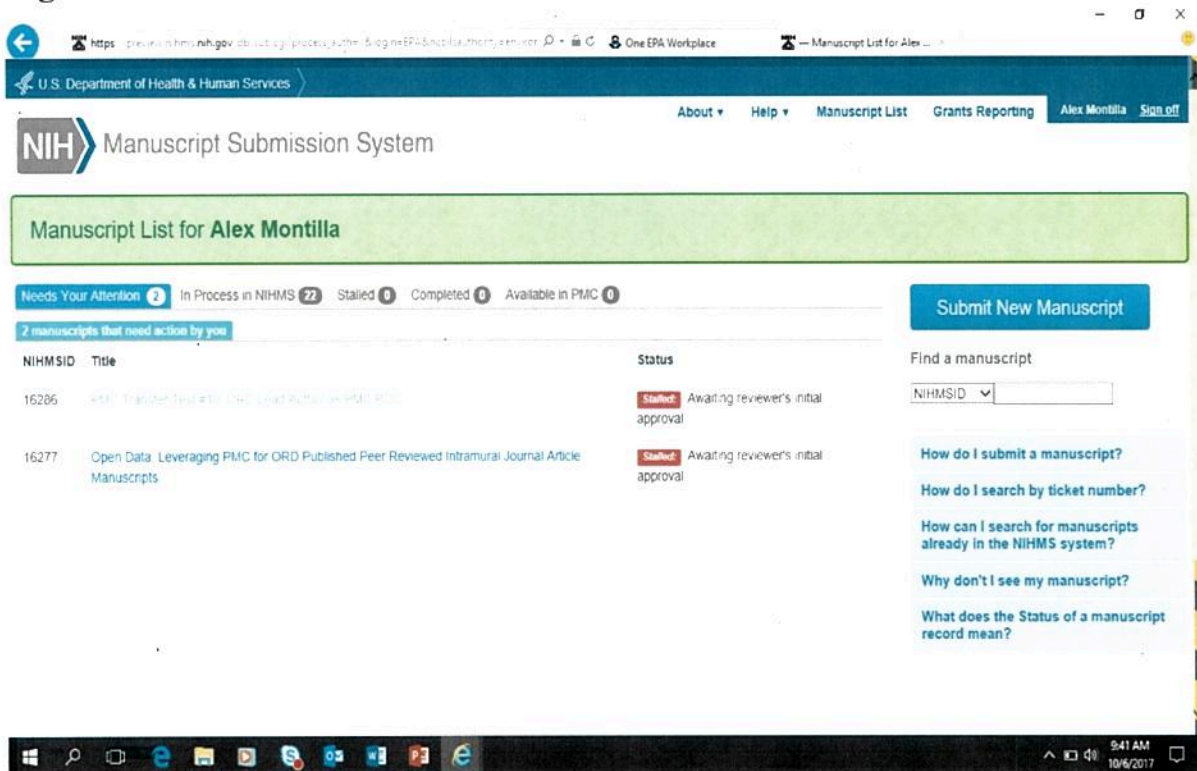 https
nih.gov
One EPA Workplace
— Manuscript List for Alex ...
U.S. Department of Health & Human Services
About ▾ Help ▾ Manuscript List Grants Reporting Alex Montilla Sign off
NIH Manuscript Submission System
Manuscript List for Alex Montilla
Needs Your Attention 2 In Process in NIHMS 22 Stalled 0 Completed 0 Available in PMC 0
Submit New Manuscript
2 manuscripts that need action by you
NIHMSID Title Status
Find a manuscript
16286
Stalled: Awaiting reviewer's initial
approval
NIHMSID
16277 Open Data Leveraging PMC for ORD Published Peer Reviewed Intramural Journal Article
Manuscripts
Stalled: Awaiting reviewer's initial
approval
How do I submit a manuscript?
How do I search by ticket number?
How can I search for manuscripts
already in the NIHMS system?
Why don't I see my manuscript?
What does the Status of a manuscript
record mean?
9:41 AM
10/6/2017